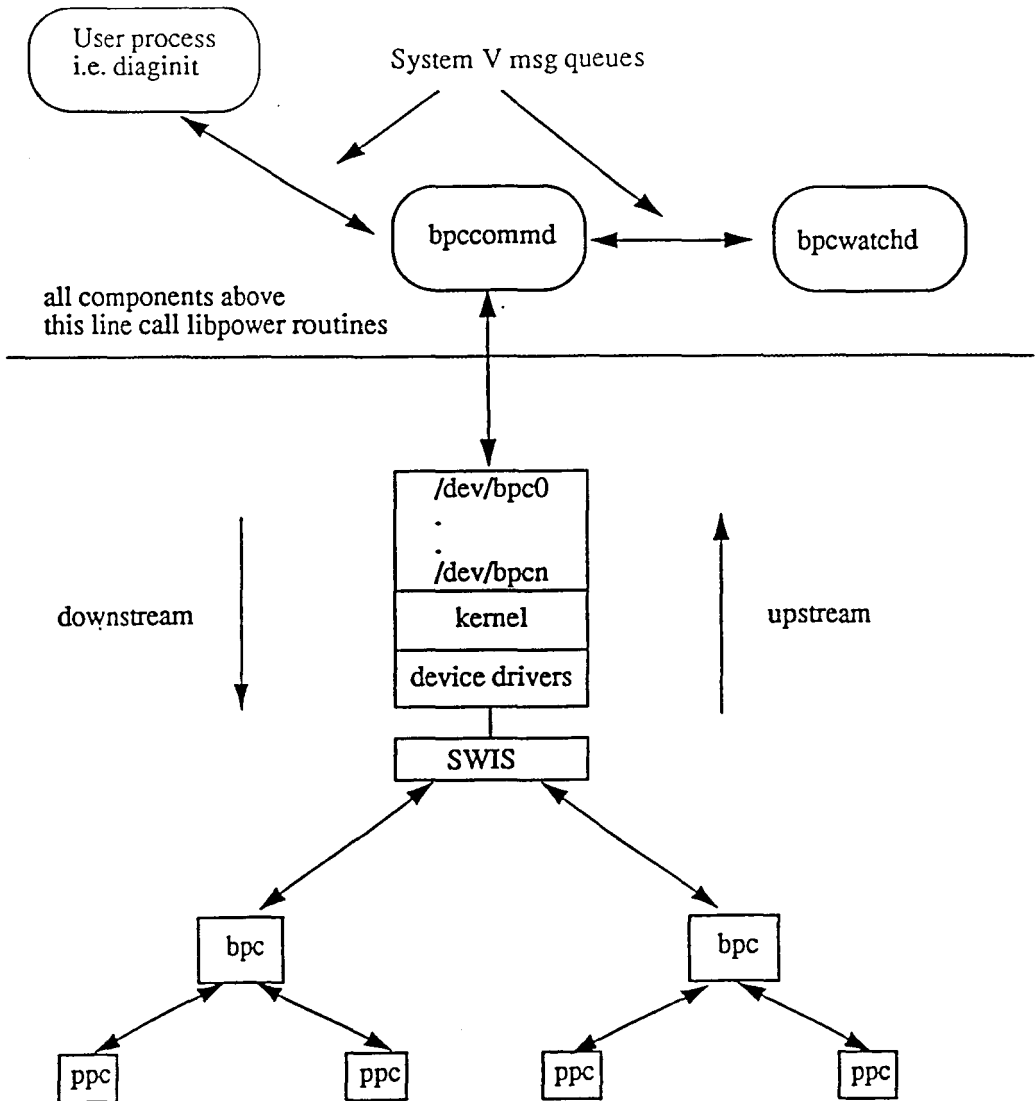 User process
i.e. diaginit
System V msg queues
bpccommd
bpcwatchd
all components above
this line call libpower routines
/dev/bpc0
.
.
/dev/bpcn
downstream
kernel
upstream
device drivers
SWIS
bpc
bpc
ppc
ppc
ppc
ppc